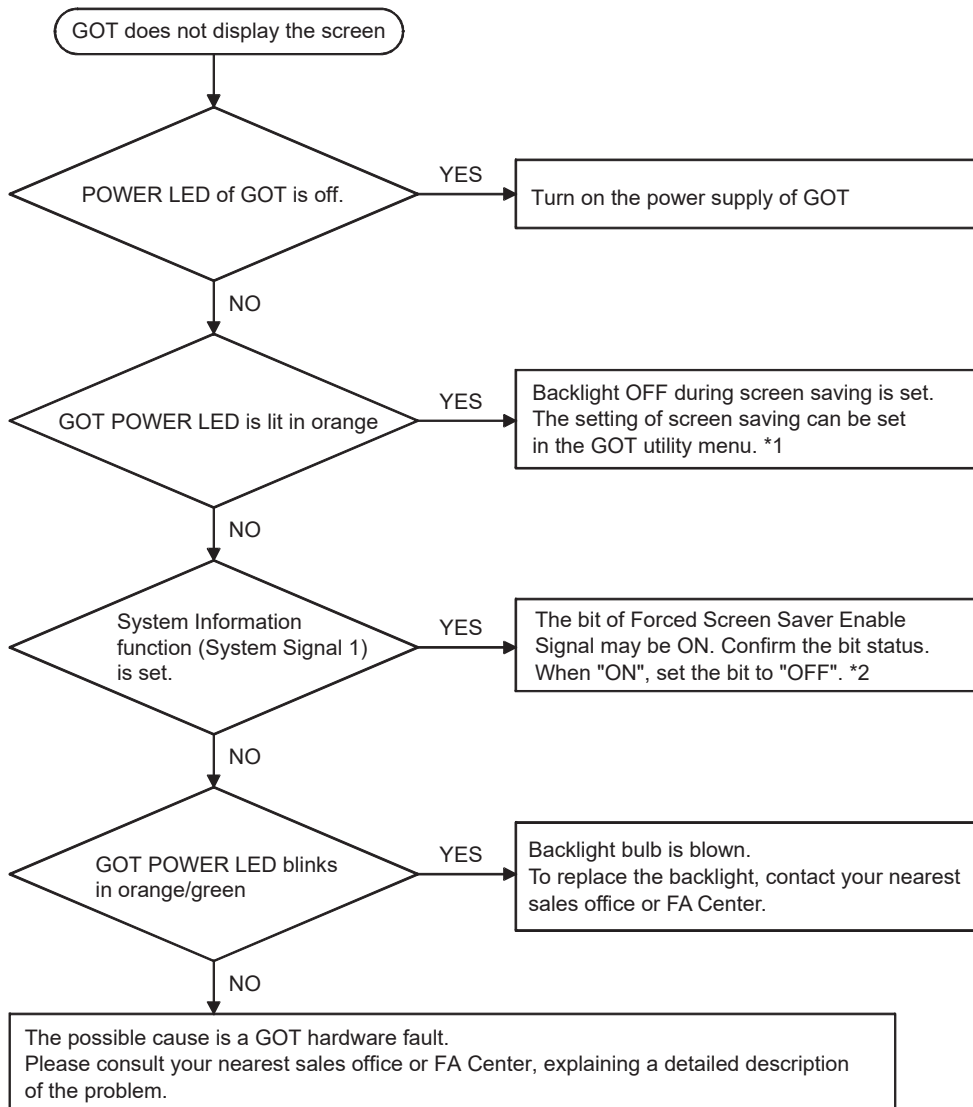 GOT does not display the screen
POWER LED of GOT is off.
YES
Turn on the power supply of GOT
NO
GOT POWER LED is lit in orange
YES
Backlight OFF during screen saving is set.
The setting of screen saving can be set
in the GOT utility menu. *1
NO
System Information
function (System Signal 1)
is set.
YES
The bit of Forced Screen Saver Enable
Signal may be ON. Confirm the bit status.
When "ON", set the bit to "OFF". *2
NO
GOT POWER LED blinks
in orange/green
YES
Backlight bulb is blown.
To replace the backlight, contact your nearest
sales office or FA Center.
NO
The possible cause is a GOT hardware fault.
Please consult your nearest sales office or FA Center, explaining a detailed description
of the problem.